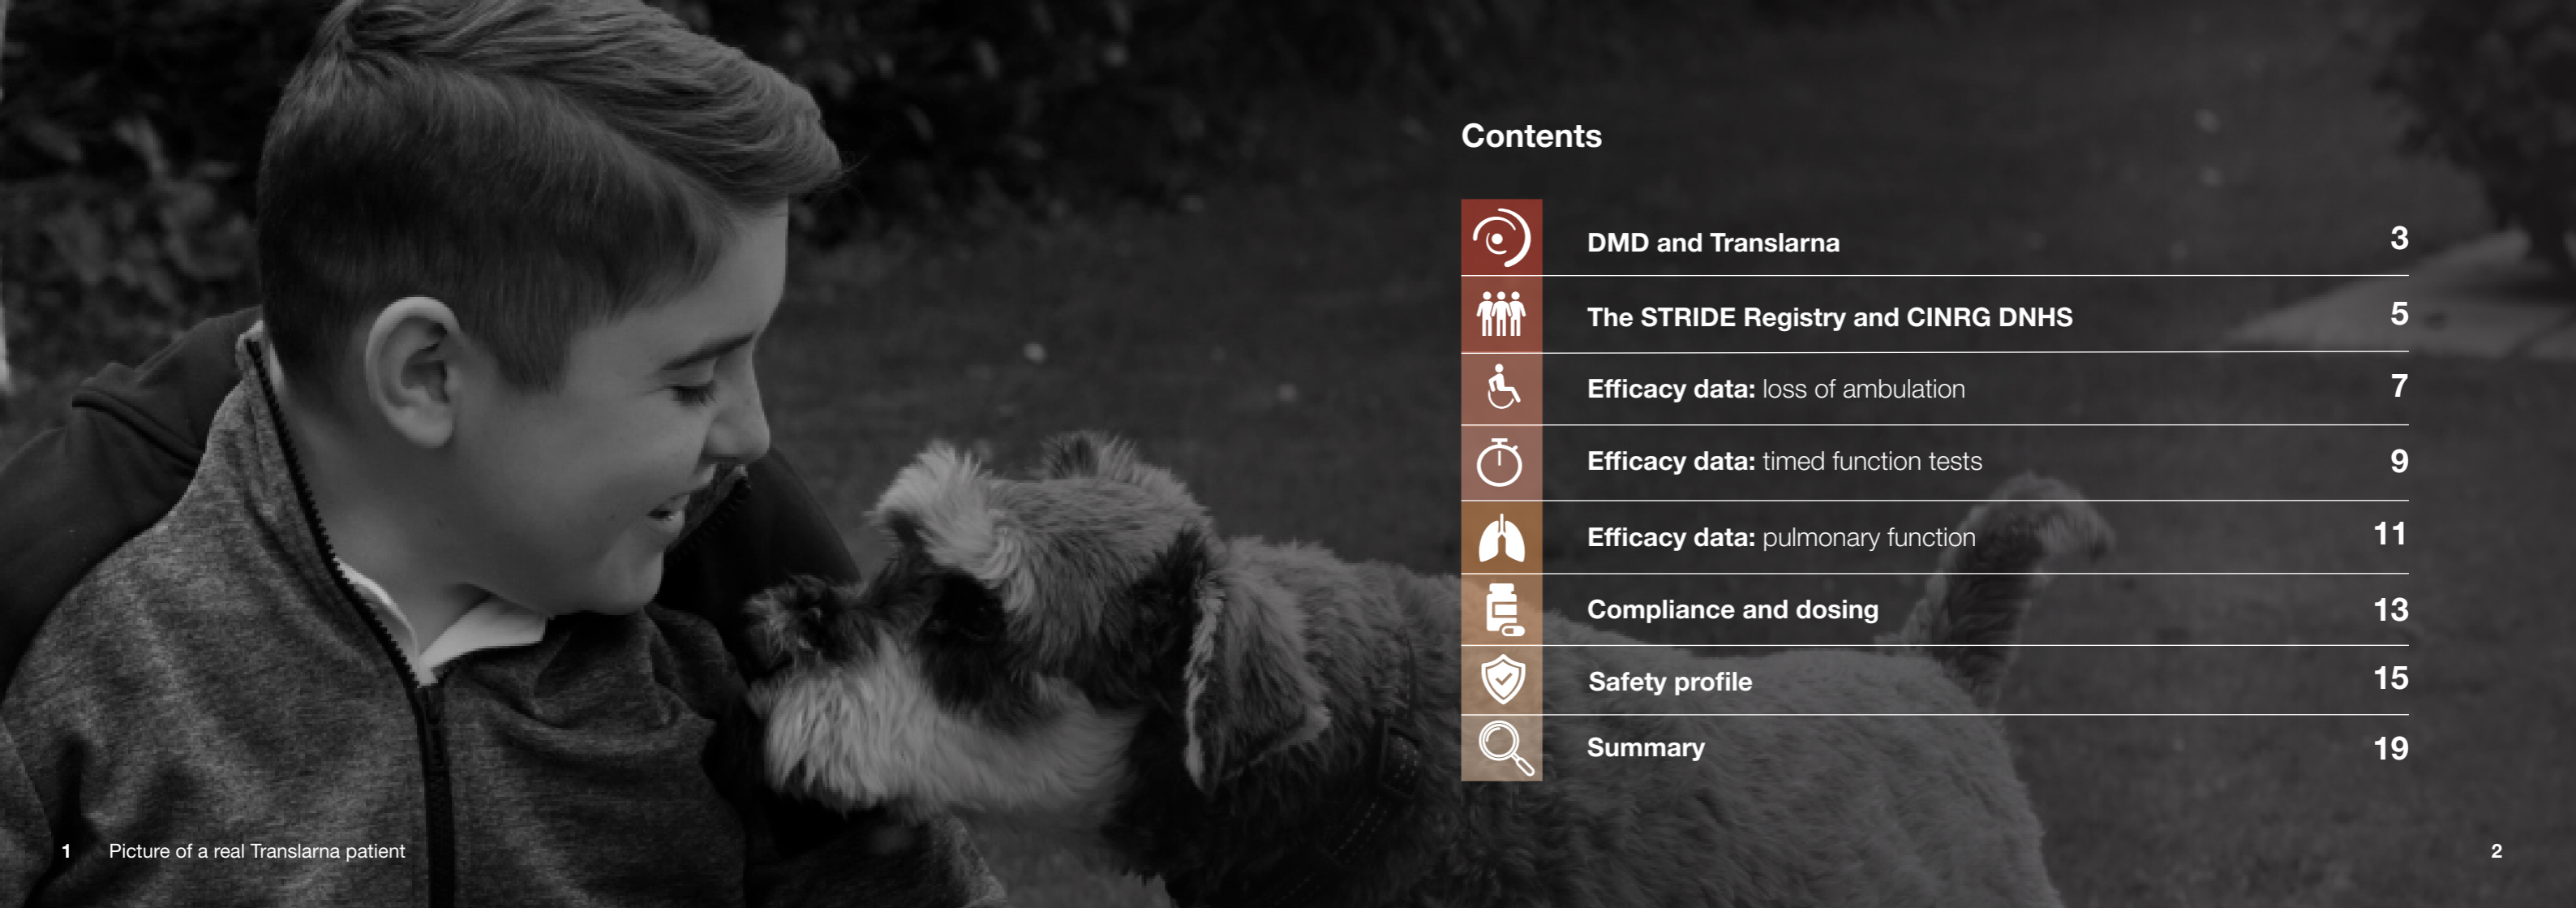 Contents
DMD and Translarna 3
The STRIDE Registry and CINRG DNHS 5
Efficacy data: loss of ambulation 7
Efficacy data: timed function tests 9
Efficacy data: pulmonary function 11
Compliance and dosing 13
Safety profile 15
Summary 19
1 Picture of a real Translarna patient
2